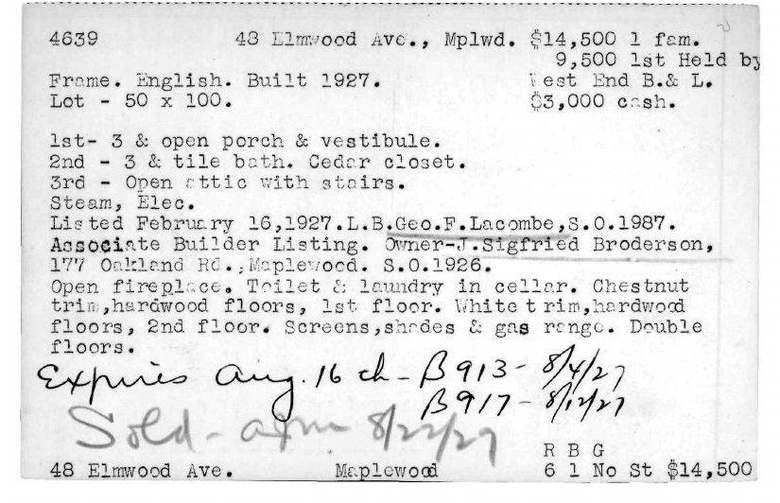 4639 48 Elmwood Ave., Mplwd. $14,500 1 fam.
9,500 1st Held by
Frame. English. Built 1927. West End B.& L.
Lot - 50 x 100. $3,000 cash.
1st- 3 & open porch & vestibule.
2nd - 3 & tile bath. Cedar closet.
3rd - Open attic with stairs.
Steam, Elec.
Listed February 16,1927.L.B.Geo.F.Lacombe,S.O.1987.
Associate Builder Listing. Owner-J.Sigfried Broderson,
177 Oakland Rd.,Maplewood. S.O.1926.
Open fireplace. Toilet & laundry in cellar. Chestnut
trim,hardwood floors, 1st floor. White trim,hardwood
floors, 2nd floor. Screens,shades & gas range. Double
floors.
Expires Aug. 16 ch - B913 - 8/4/27
B917 - 8/12/27
Sold - 8/22/27
R B G
48 Elmwood Ave. Maplewood 6 1 No St $14,500